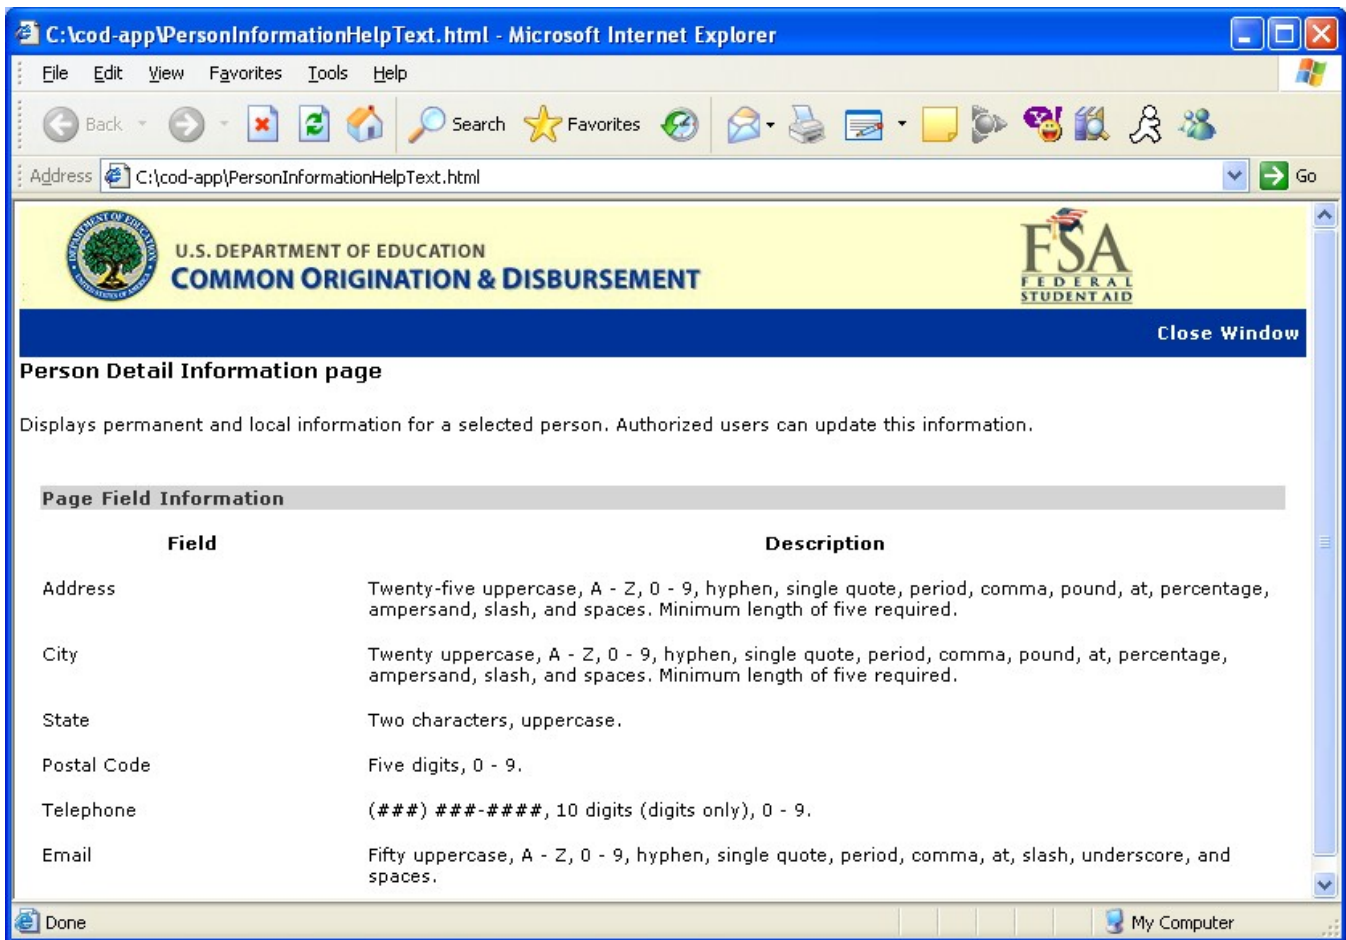 C:\cod-app\PersonInformationHelpText.html - Microsoft Internet Explorer
File Edit View Favorites Tools Help
Back Search Favorites
Address C:\cod-app\PersonInformationHelpText.html Go
DEPARTMENT OF EDUCATION
UNITED STATES OF AMERICA
U.S. DEPARTMENT OF EDUCATION
COMMON ORIGINATION & DISBURSEMENT
FSA
FEDERAL
STUDENT AID
Close Window
Person Detail Information page
Displays permanent and local information for a selected person. Authorized users can update this information.
Page Field Information
Field Description
Address Twenty-five uppercase, A - Z, 0 - 9, hyphen, single quote, period, comma, pound, at, percentage,
ampersand, slash, and spaces. Minimum length of five required.
City Twenty uppercase, A - Z, 0 - 9, hyphen, single quote, period, comma, pound, at, percentage,
ampersand, slash, and spaces. Minimum length of five required.
State Two characters, uppercase.
Postal Code Five digits, 0 - 9.
Telephone (###) ###-####, 10 digits (digits only), 0 - 9.
Email Fifty uppercase, A - Z, 0 - 9, hyphen, single quote, period, comma, at, slash, underscore, and
spaces.
Done My Computer